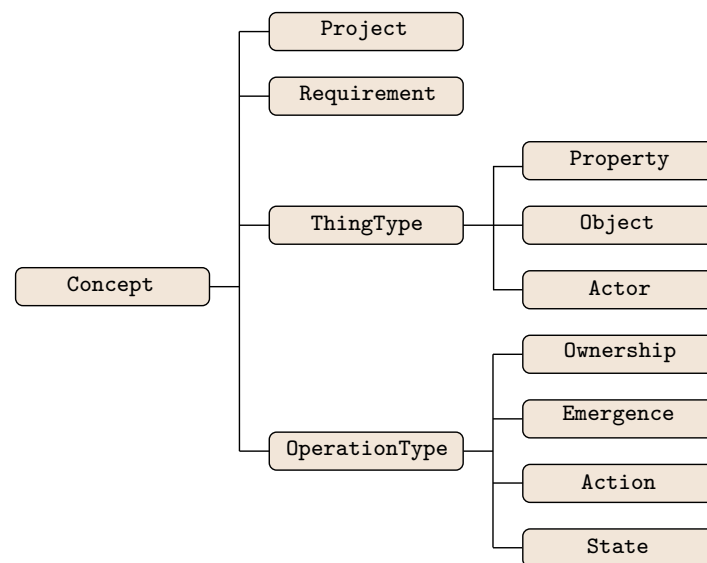 Project
Requirement
Property
ThingType
Object
Concept
Actor
Ownership
Emergence
OperationType
Action
State